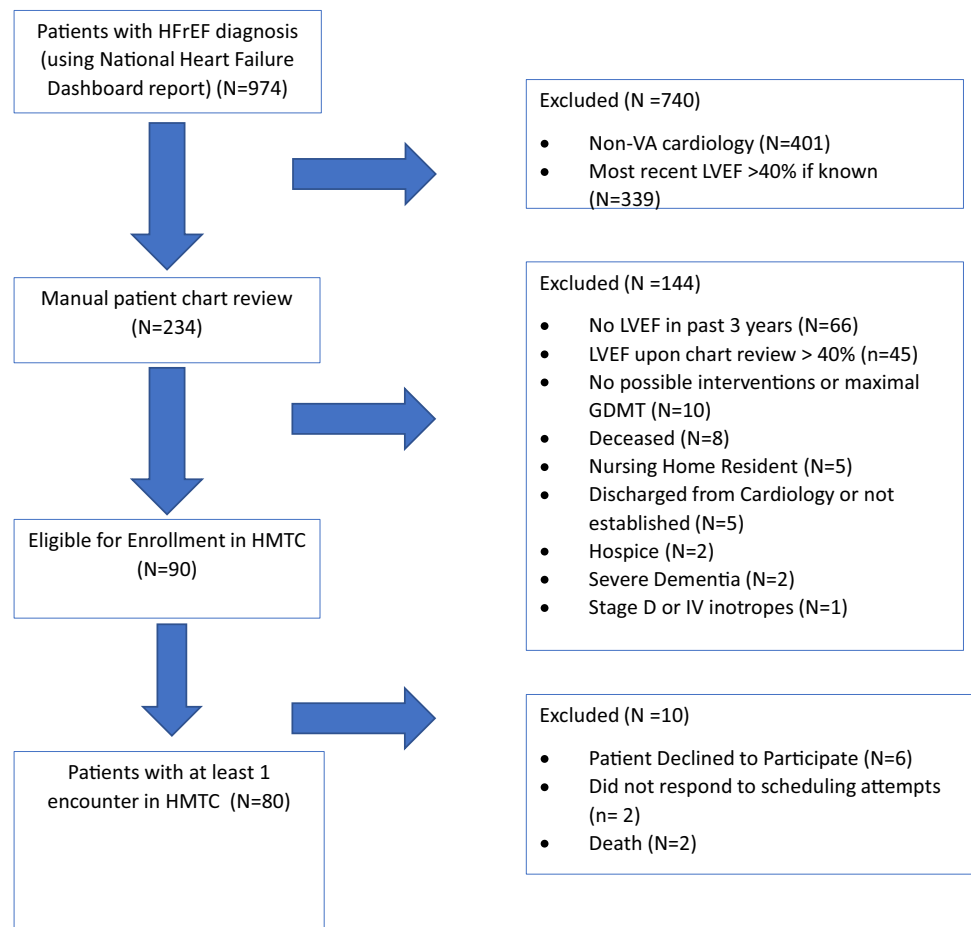 Patients with HFrEF diagnosis
(using National Heart Failure
Dashboard report) (N=974)
Excluded (N =740)
• Non-VA cardiology (N=401)
• Most recent LVEF >40% if known
(N=339)
Manual patient chart review
(N=234)
Excluded (N =144)
• No LVEF in past 3 years (N=66)
• LVEF upon chart review > 40% (n=45)
• No possible interventions or maximal
GDMT (N=10)
• Deceased (N=8)
• Nursing Home Resident (N=5)
• Discharged from Cardiology or not
established (N=5)
• Hospice (N=2)
• Severe Dementia (N=2)
• Stage D or IV inotropes (N=1)
Eligible for Enrollment in HMTC
(N=90)
Excluded (N =10)
• Patient Declined to Participate (N=6)
• Did not respond to scheduling attempts
(n= 2)
• Death (N=2)
Patients with at least 1
encounter in HMTC (N=80)